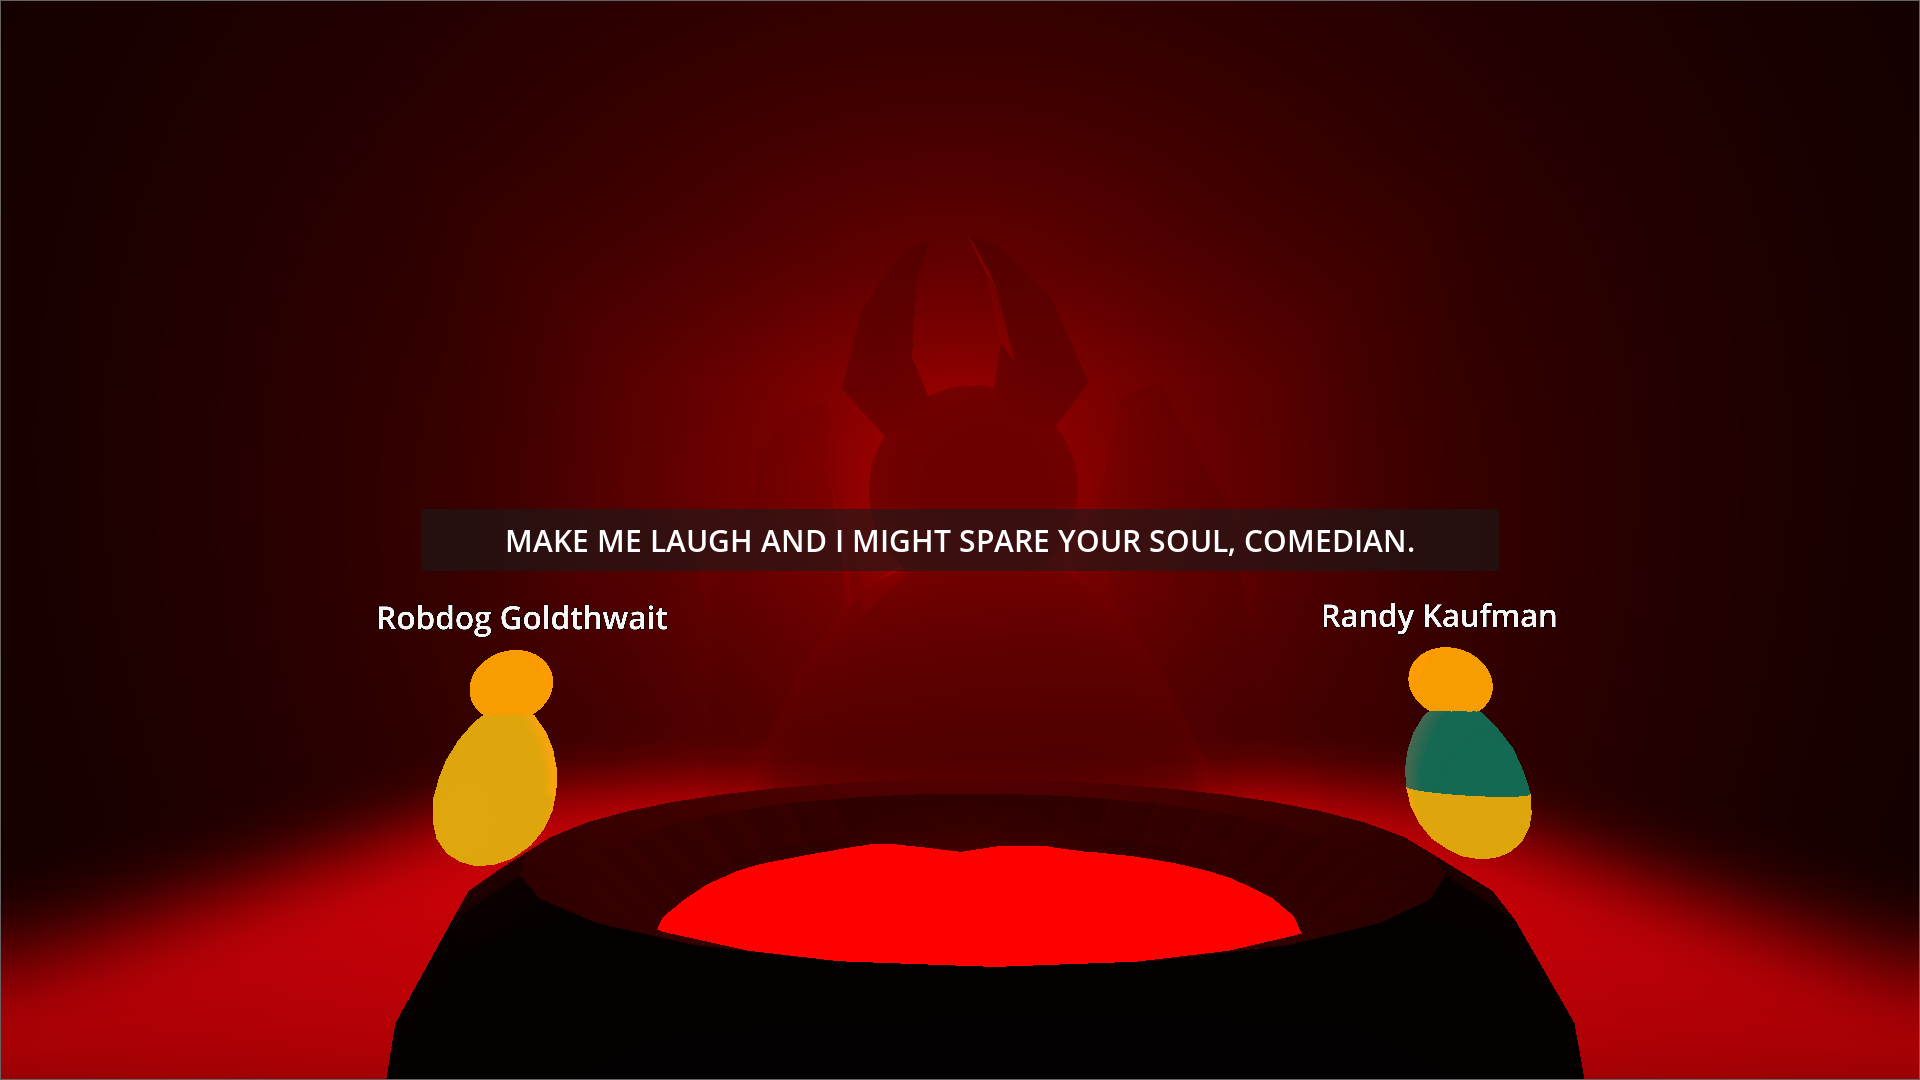 MAKE ME LAUGH AND I MIGHT SPARE YOUR SOUL, COMEDIAN.
Robdog Goldthwait
Randy Kaufman